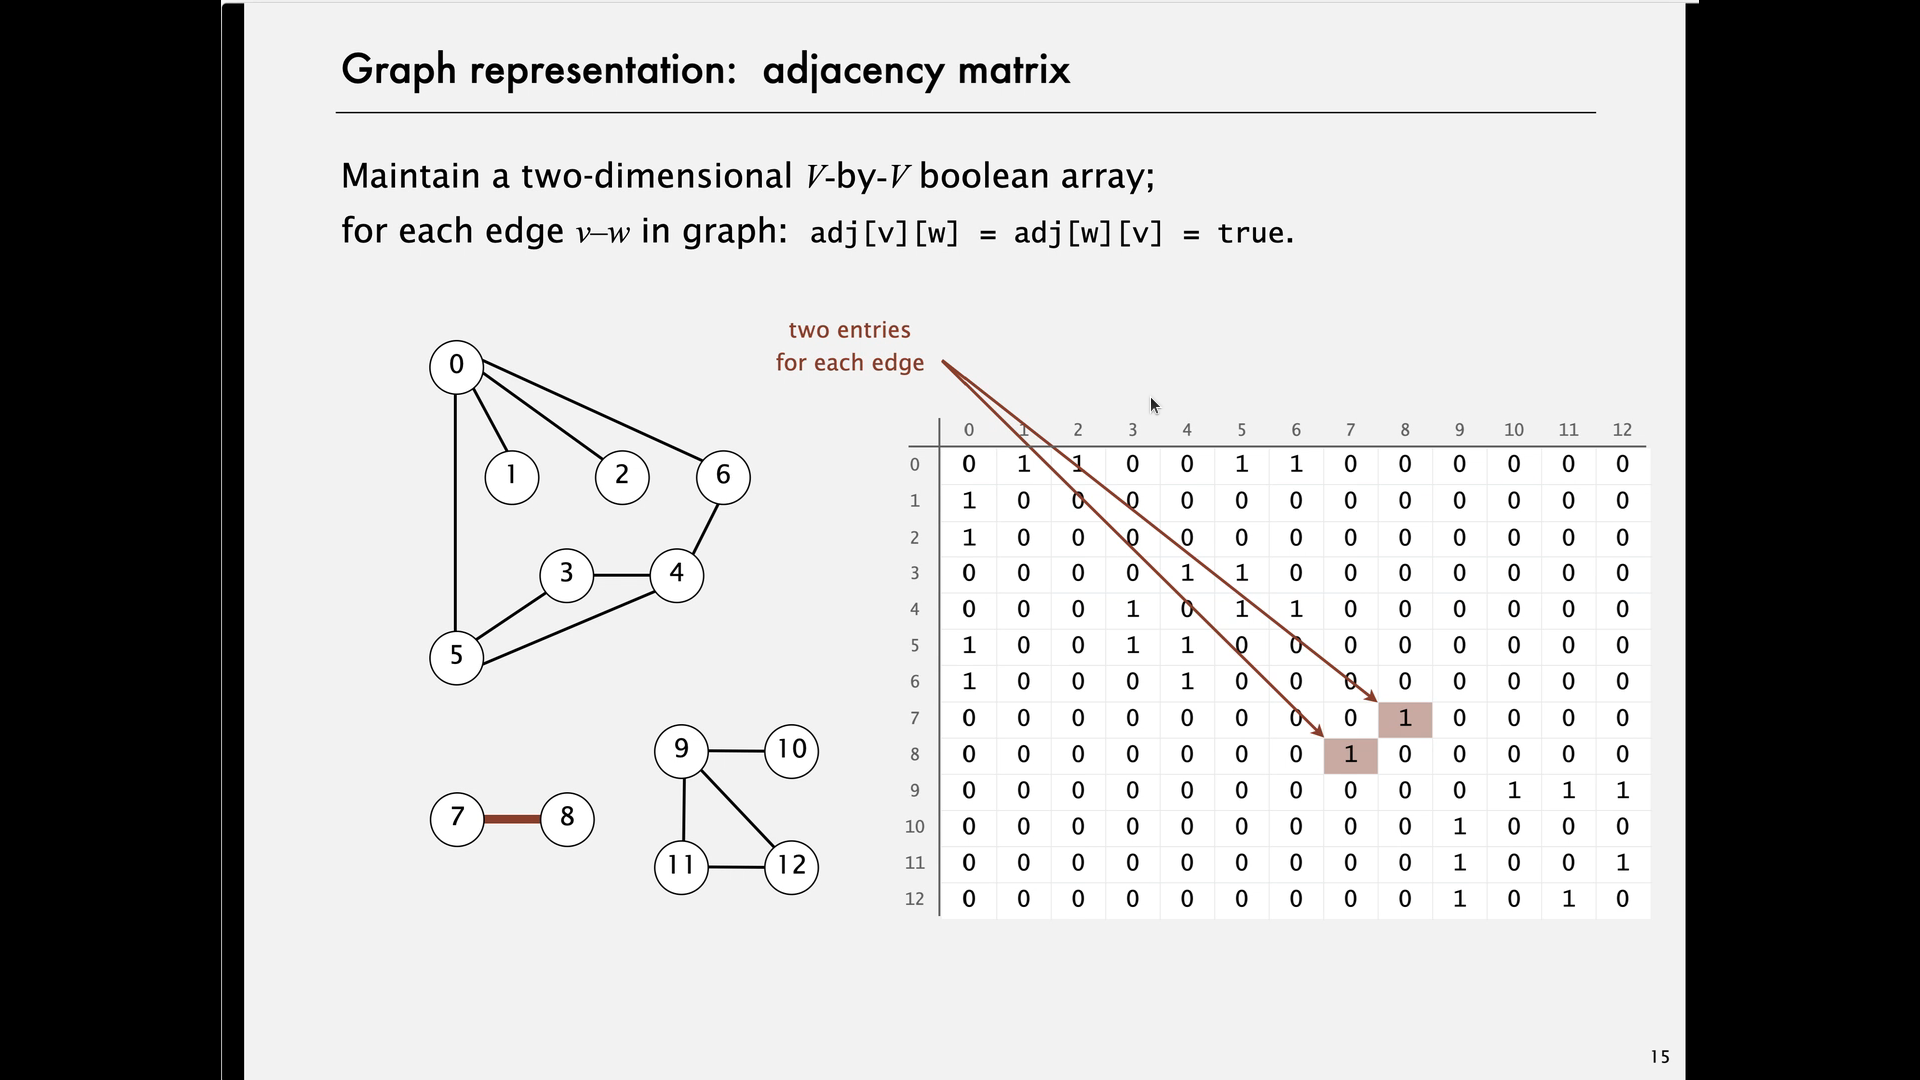 Graph representation: adjacency matrix
Maintain a two-dimensional V-by-V boolean array;
for each edge v–w in graph: adj[v][w] = adj[w][v] = true.
two entries
for each edge
0
1
2
6
3
4
5
9
10
7
8
11
12
0 1 2 3 4 5 6 7 8 9 10 11 12
0 0 1 1 0 0 1 1 0 0 0 0 0 0
1 1 0 0 0 0 0 0 0 0 0 0 0 0
2 1 0 0 0 0 0 0 0 0 0 0 0 0
3 0 0 0 0 1 1 0 0 0 0 0 0 0
4 0 0 0 1 0 1 1 0 0 0 0 0 0
5 1 0 0 1 1 0 0 0 0 0 0 0 0
6 1 0 0 0 1 0 0 0 0 0 0 0 0
7 0 0 0 0 0 0 0 0 1 0 0 0 0
8 0 0 0 0 0 0 0 1 0 0 0 0 0
9 0 0 0 0 0 0 0 0 0 0 1 1 1
10 0 0 0 0 0 0 0 0 0 1 0 0 0
11 0 0 0 0 0 0 0 0 0 1 0 0 1
12 0 0 0 0 0 0 0 0 0 1 0 1 0
15